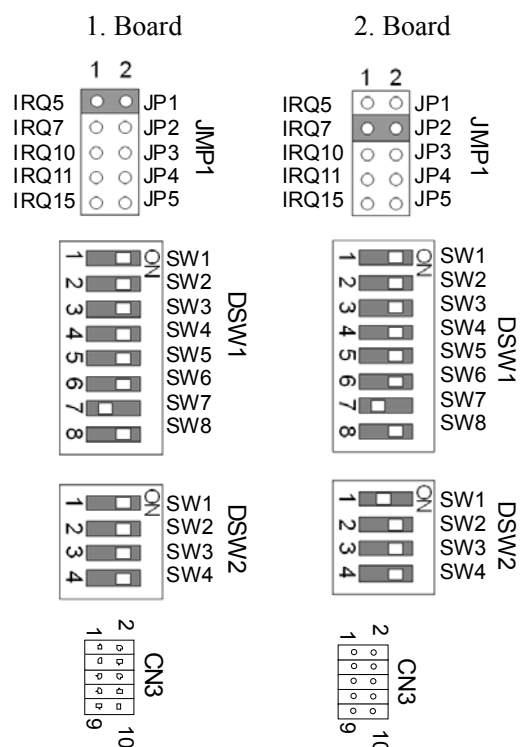 1. Board
1 2
IRQ5 JP1
IRQ7 JP2
IRQ10 JP3
IRQ11 JP4
IRQ15 JP5
JMP1
ON
1 SW1
2 SW2
3 SW3
4 SW4
5 SW5
6 SW6
7 SW7
8 SW8
DSW1
ON
1 SW1
2 SW2
3 SW3
4 SW4
DSW2
1 2
CN3
9 10
2. Board
1 2
IRQ5 JP1
IRQ7 JP2
IRQ10 JP3
IRQ11 JP4
IRQ15 JP5
JMP1
ON
1 SW1
2 SW2
3 SW3
4 SW4
5 SW5
6 SW6
7 SW7
8 SW8
DSW1
ON
1 SW1
2 SW2
3 SW3
4 SW4
DSW2
1 2
CN3
9 10